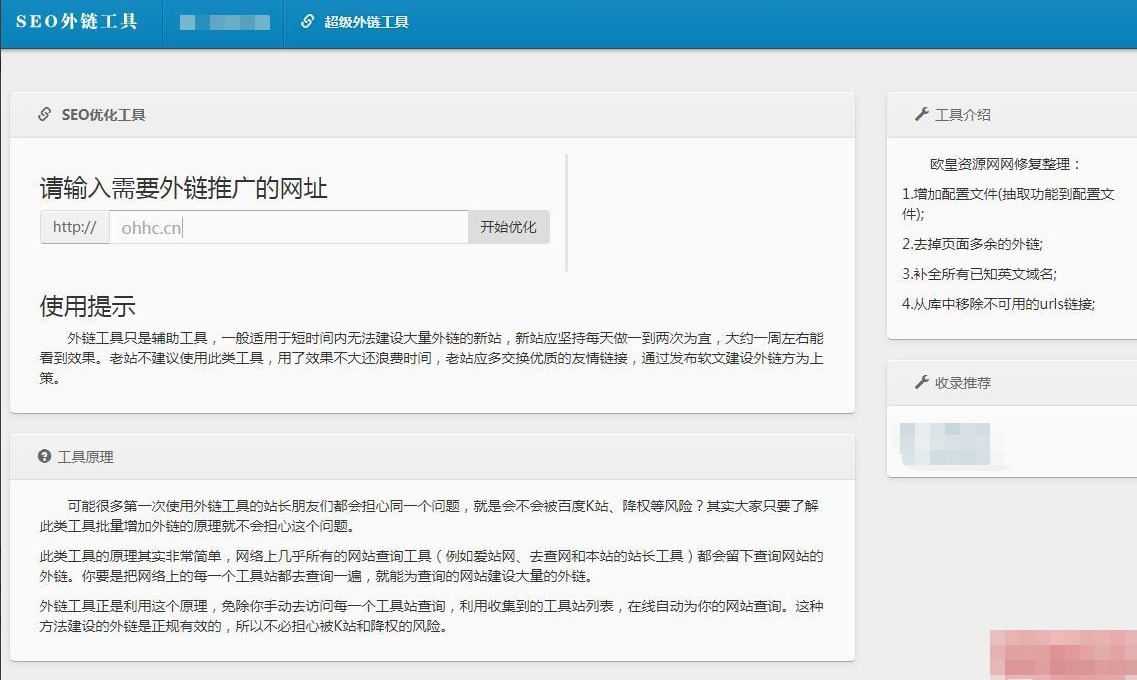 SEO外链工具
超级外链工具
SEO优化工具
请输入需要外链推广的网址
http://
ohhc.cn
开始优化
使用提示
外链工具只是辅助工具，一般适用于短时间内无法建设大量外链的新站，新站应坚持每天做一到两次为宜，大约一周左右能
看到效果。老站不建议使用此类工具，用了效果不大还浪费时间，老站应多交换优质的友情链接，通过发布软文建设外链方为上
策。
工具原理
可能很多第一次使用外链工具的站长朋友们都会担心同一个问题，就是会不会被百度K站、降权等风险？其实大家只要了解
此类工具批量增加外链的原理就不会担心这个问题。
此类工具的原理其实非常简单，网络上几乎所有的网站查询工具（例如爱站网、去查网和本站的站长工具）都会留下查询网站的
外链。你要是把网络上的每一个工具站都去查询一遍，就能为查询的网站建设大量的外链。
外链工具正是利用这个原理，免除你手动去访问每一个工具站查询，利用收集到的工具站列表，在线自动为你的网站查询。这种
方法建设的外链是正规有效的，所以不必担心被K站和降权的风险。
工具介绍
欧皇资源网网修复整理：
1.增加配置文件(抽取功能到配置文
件);
2.去掉页面多余的外链;
3.补全所有已知英文域名;
4.从库中移除不可用的urls链接;
收录推荐